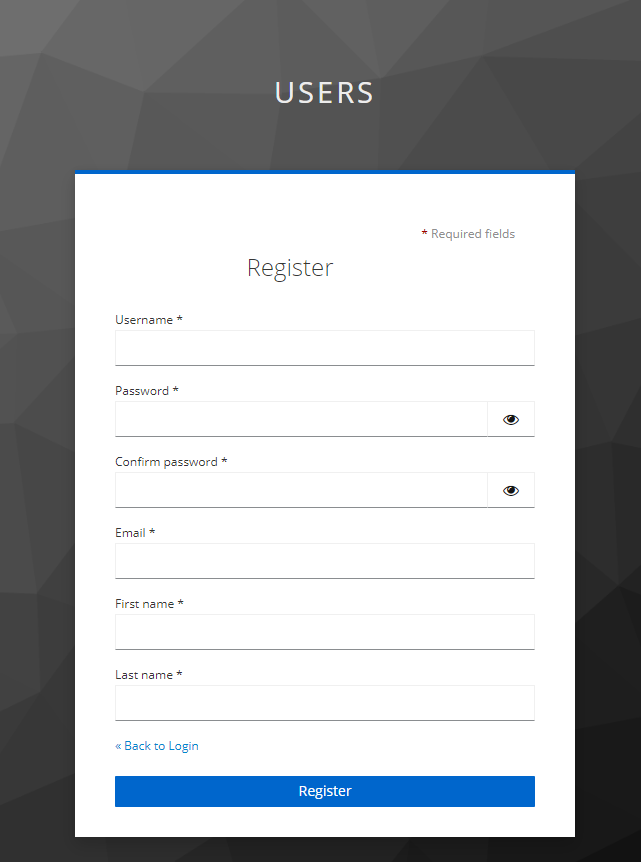 USERS
* Required fields
Register
Username *
Password *
Confirm password *
Email *
First name *
Last name *
« Back to Login
Register